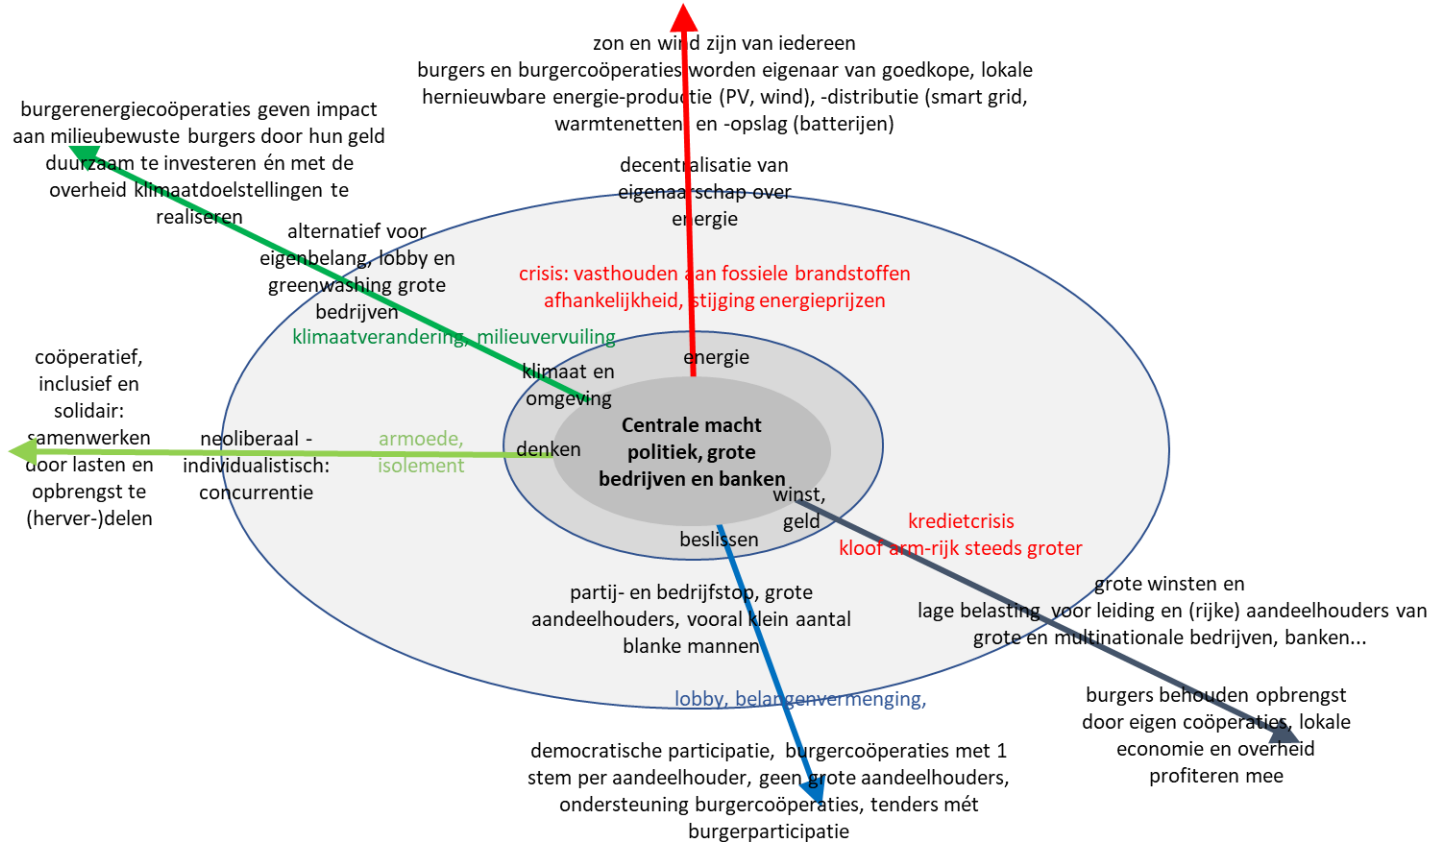 zon en wind zijn van iedereen
burgers en burgercoöperaties worden eigenaar van goedkope, lokale
hernieuwbare energie-productie (PV, wind), -distributie (smart grid,
warmtenetten) en -opslag (batterijen)
decentralisatie van
eigenaarschap over
energie
crisis: vasthouden aan fossiele brandstoffen
afhankelijkheid, stijging energieprijzen
energie
burgerenergiecoöperaties geven impact
aan milieubewuste burgers door hun geld
duurzaam te investeren én met de
overheid klimaatdoelstellingen te
realiseren
alternatief voor
eigenbelang, lobby en
greenwashing grote
bedrijven
klimaatverandering, milieuvervuiling
klimaat en
omgeving
coöperatief,
inclusief en
solidair:
samenwerken
door lasten en
opbrengst te
(herver-)delen
neoliberaal -
individualistisch:
concurrentie
armoede,
isolement
denken
Centrale macht
politiek, grote
bedrijven en banken
winst,
geld
kredietcrisis
kloof arm-rijk steeds groter
grote winsten en
lage belasting voor leiding en (rijke) aandeelhouders van
grote en multinationale bedrijven, banken...
burgers behouden opbrengst
door eigen coöperaties, lokale
economie en overheid
profiteren mee
beslissen
partij- en bedrijfstop, grote
aandeelhouders, vooral klein aantal
blanke mannen
lobby, belangenvermenging,
democratische participatie, burgercoöperaties met 1
stem per aandeelhouder, geen grote aandeelhouders,
ondersteuning burgercoöperaties, tenders mét
burgerparticipatie